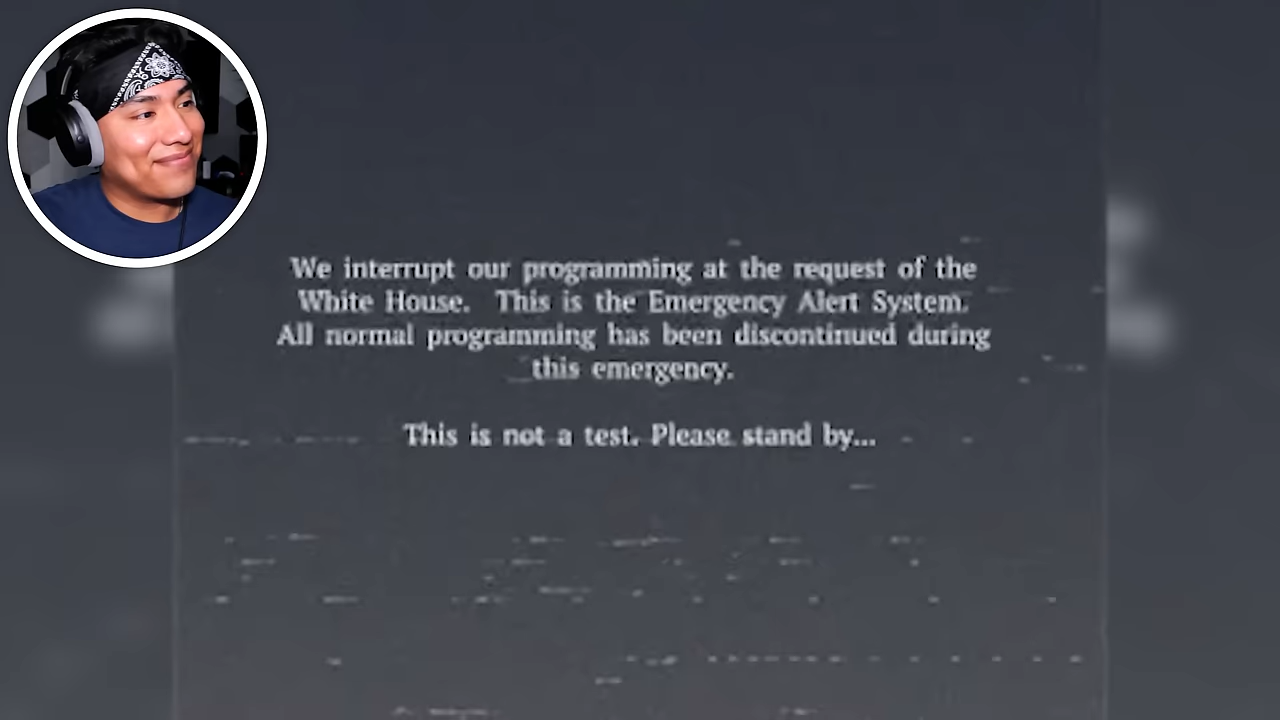 We interrupt our programming at the request of the
White House. This is the Emergency Alert System.
All normal programming has been discontinued during
this emergency.
This is not a test. Please stand by...